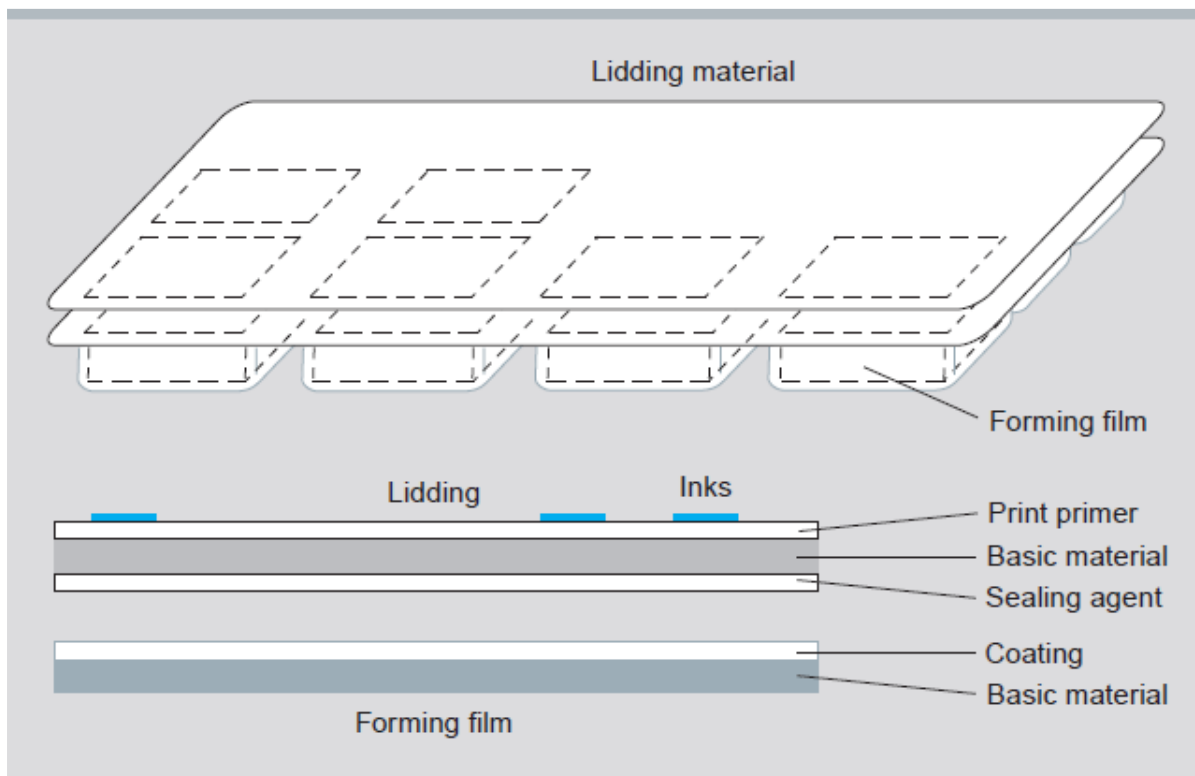 Lidding material
Forming film
Lidding
Inks
Print primer
Basic material
Sealing agent
Coating
Basic material
Forming film